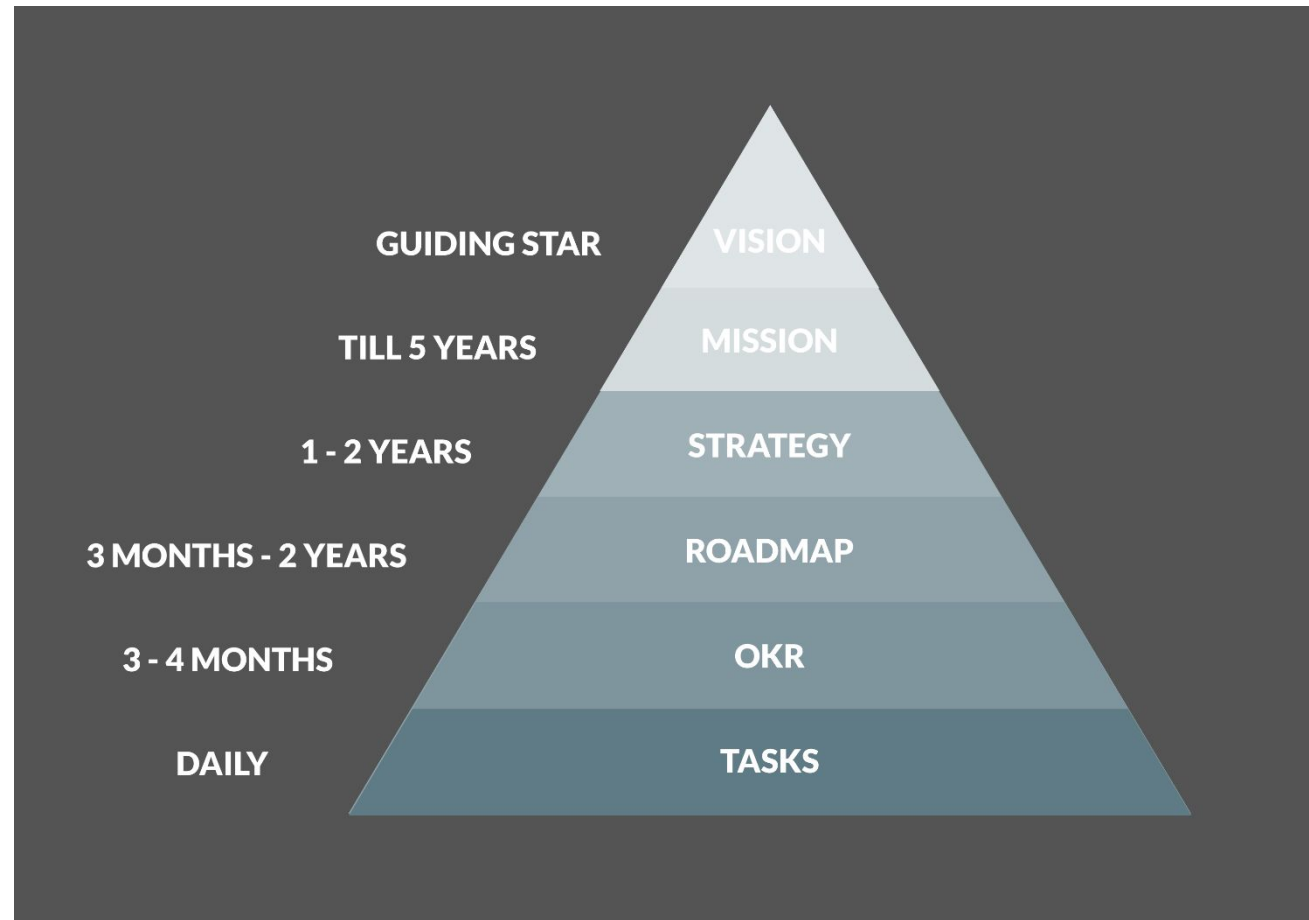 GUIDING STAR
VISION
TILL 5 YEARS
MISSION
1 - 2 YEARS
STRATEGY
3 MONTHS - 2 YEARS
ROADMAP
3 - 4 MONTHS
OKR
DAILY
TASKS